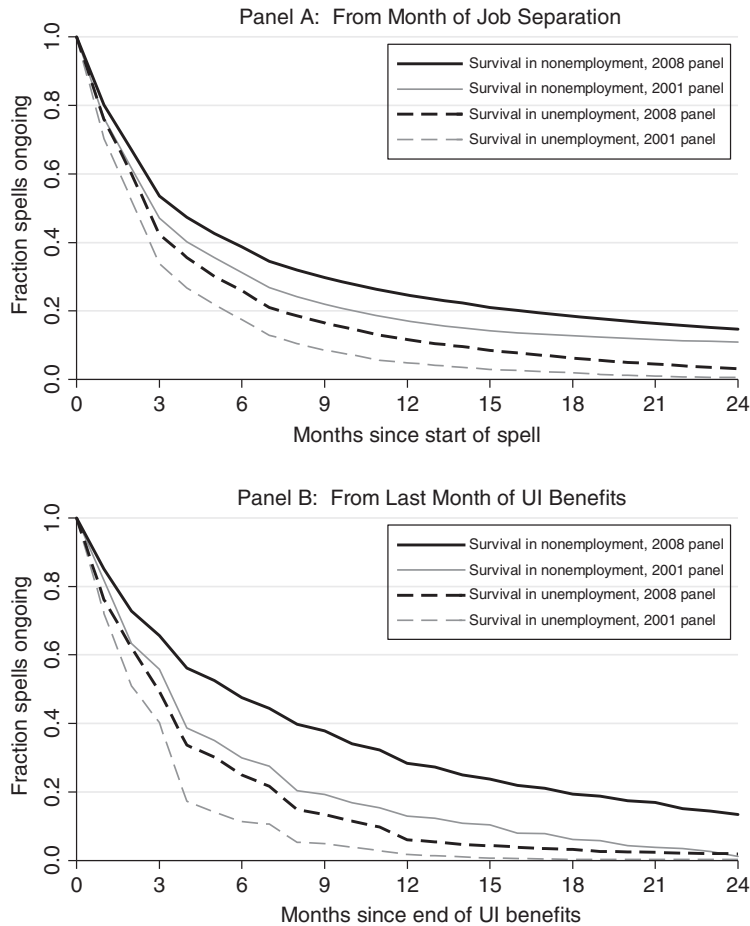 Panel A: From Month of Job Separation
Fraction spells ongoing
1.0
0.8
0.6
0.4
0.2
0.0
Survival in nonemployment, 2008 panel
Survival in nonemployment, 2001 panel
Survival in unemployment, 2008 panel
Survival in unemployment, 2001 panel
0 3 6 9 12 15 18 21 24
Months since start of spell
Panel B: From Last Month of UI Benefits
Fraction spells ongoing
1.0
0.8
0.6
0.4
0.2
0.0
Survival in nonemployment, 2008 panel
Survival in nonemployment, 2001 panel
Survival in unemployment, 2008 panel
Survival in unemployment, 2001 panel
0 3 6 9 12 15 18 21 24
Months since end of UI benefits